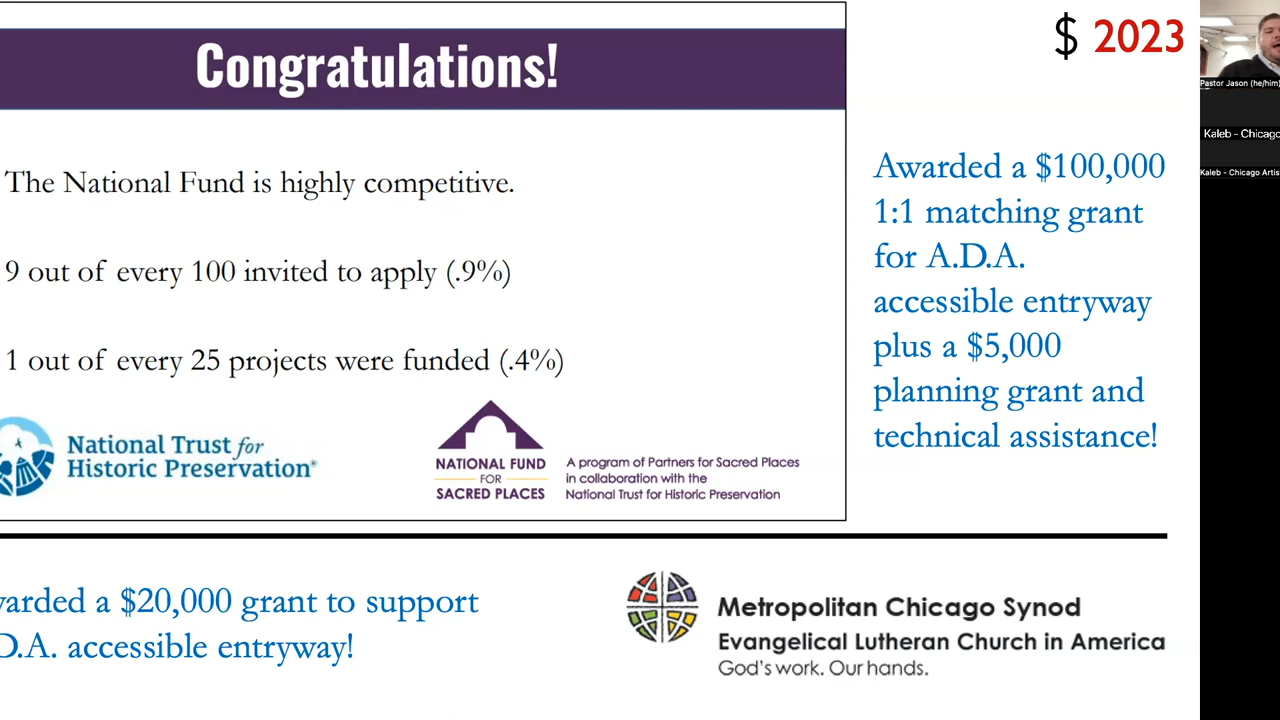 Congratulations!
$ 2023
The National Fund is highly competitive.
9 out of every 100 invited to apply (.9%)
1 out of every 25 projects were funded (.4%)
National Trust for
Historic Preservation®
NATIONAL FUND
FOR
SACRED PLACES
A program of Partners for Sacred Places
in collaboration with the
National Trust for Historic Preservation
Awarded a $100,000
1:1 matching grant
for A.D.A.
accessible entryway
plus a $5,000
planning grant and
technical assistance!
warded a $20,000 grant to support
D.A. accessible entryway!
Metropolitan Chicago Synod
Evangelical Lutheran Church in America
God's work. Our hands.
Pastor Jason (he/him)
Kaleb - Chicago
Kaleb - Chicago Artis